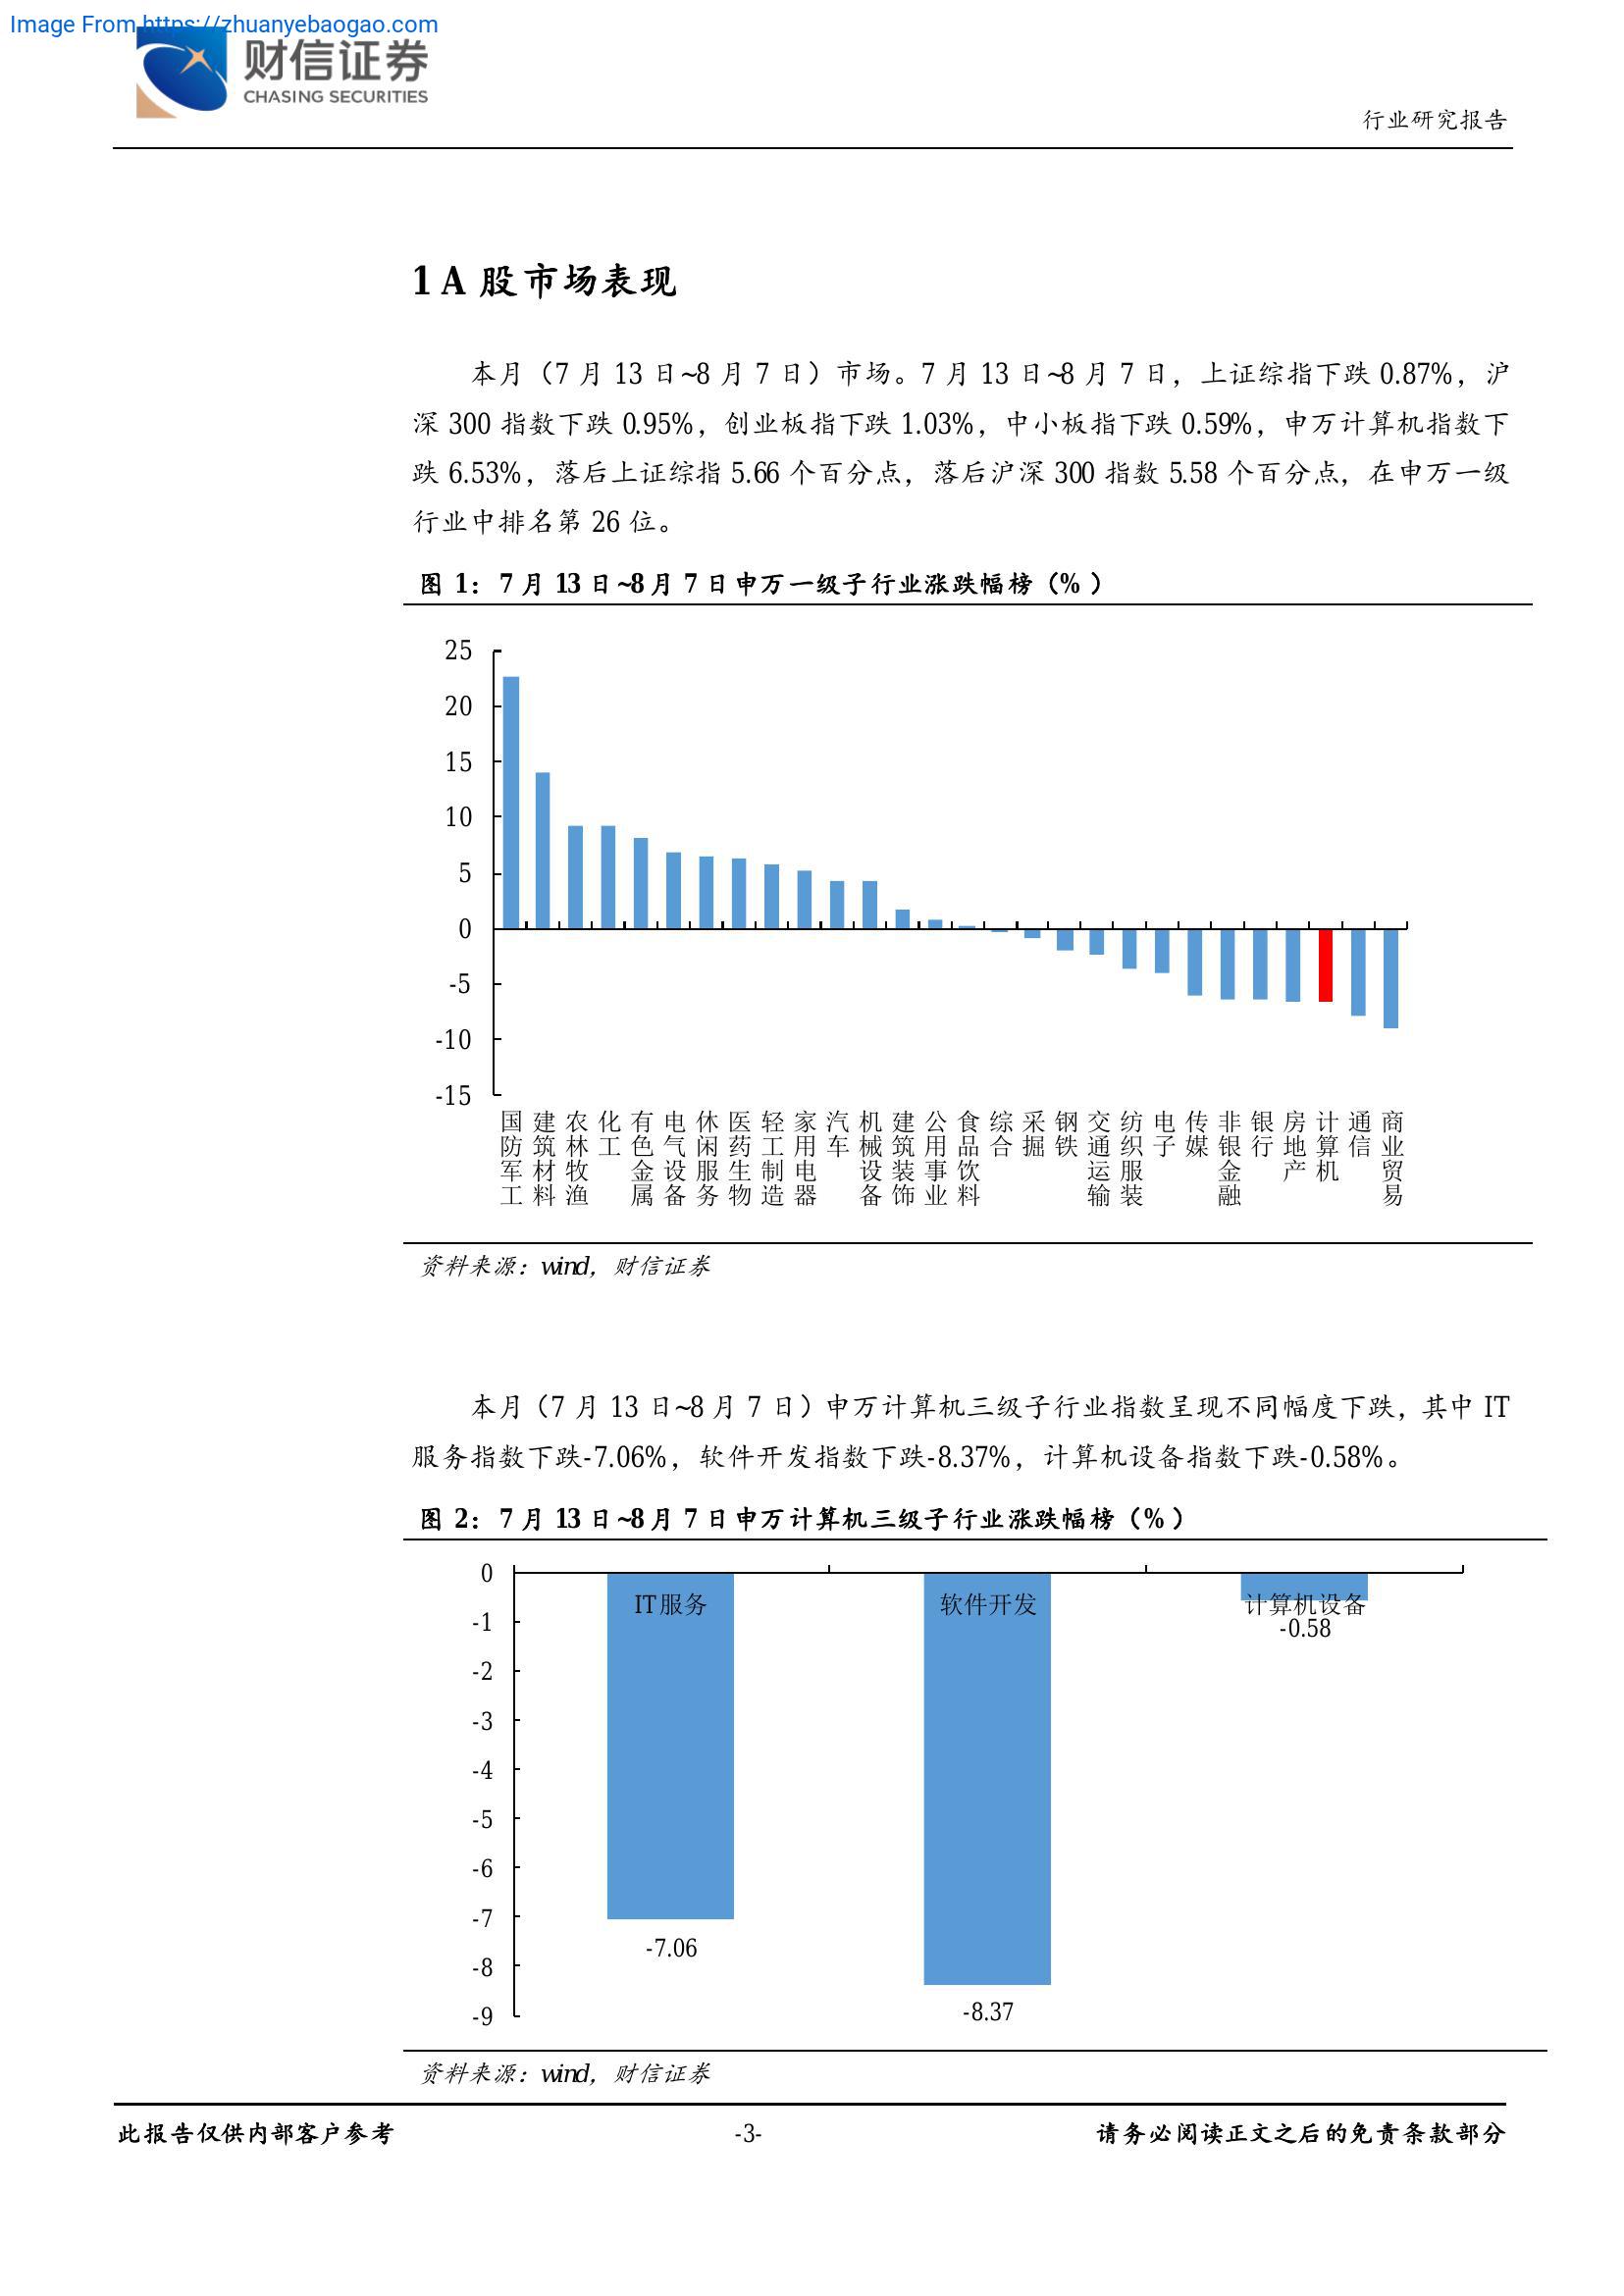 Image From https://zhuanyebaogao.com
财信证券
CHASING SECURITIES
行业研究报告
1 A 股市场表现
本月（7 月 13 日~8 月 7 日）市场。7 月 13 日~8 月 7 日，上证综指下跌 0.87%，沪
深 300 指数下跌 0.95%，创业板指下跌 1.03%，中小板指下跌 0.59%，申万计算机指数下
跌 6.53%，落后上证综指 5.66 个百分点，落后沪深 300 指数 5.58 个百分点，在申万一级
行业中排名第 26 位。
图 1：7 月 13 日~8 月 7 日申万一级子行业涨跌幅榜（%）
25
20
15
10
5
0
-5
-10
-15
国防军工
建筑材料
农林牧渔
化工
有色金属
电气设备
休闲服务
医药生物
轻工制造
家用电器
汽车
机械设备
建筑装饰
公用事业
食品饮料
综合
采掘
钢铁
交通运输
纺织服装
电子
传媒
非银金融
银行
房地产
计算机
通信
商业贸易
资料来源：wind，财信证券
本月（7 月 13 日~8 月 7 日）申万计算机三级子行业指数呈现不同幅度下跌，其中 IT
服务指数下跌-7.06%，软件开发指数下跌-8.37%，计算机设备指数下跌-0.58%。
图 2：7 月 13 日~8 月 7 日申万计算机三级子行业涨跌幅榜（%）
0
-1
-2
-3
-4
-5
-6
-7
-8
-9
IT服务
软件开发
计算机设备
-0.58
-7.06
-8.37
资料来源：wind，财信证券
此报告仅供内部客户参考
-3-
请务必阅读正文之后的免责条款部分